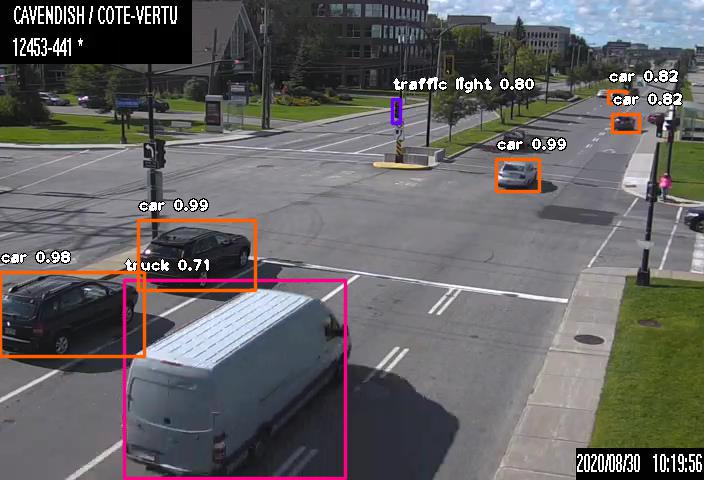 CAVENDISH / COTE-VERTU
12453-441 *
car 0.82
traffic light 0.80
car 0.82
car 0.99
car 0.99
car 0.98
truck 0.71
2020/08/30 10:19:56